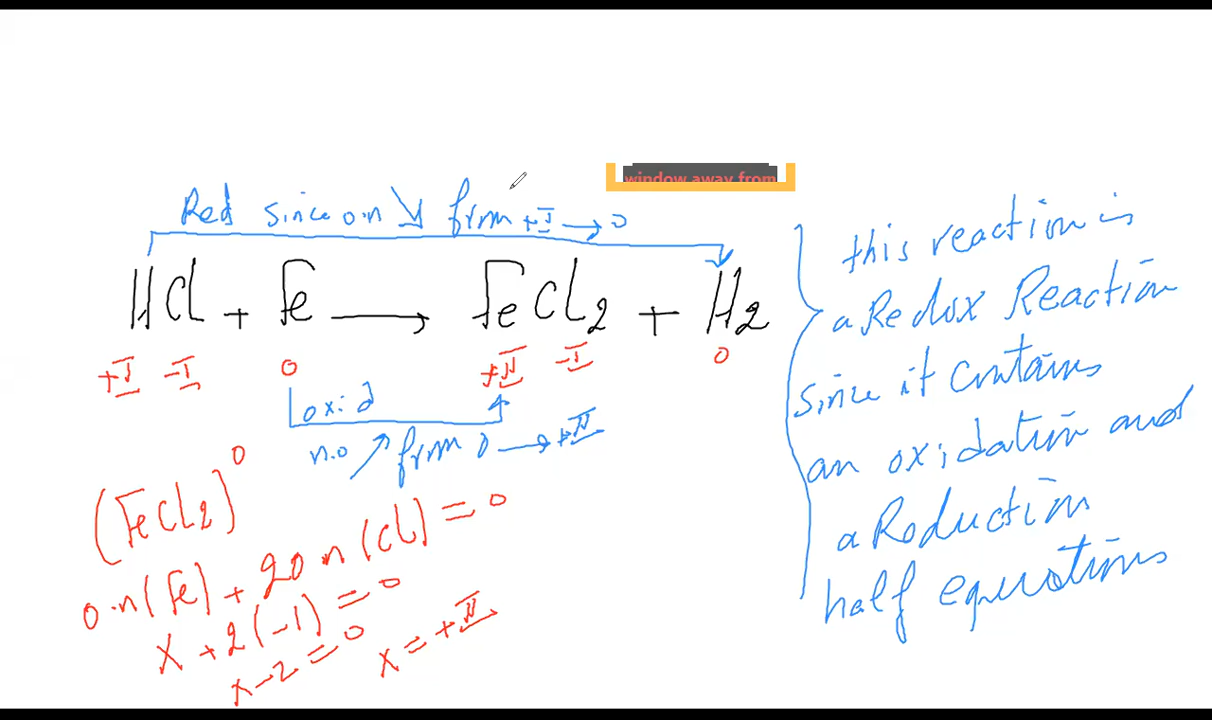 window away from
Red since o.n ↘ from +I → 0
HCl + Fe → FeCl2 + H2
+I -I 0 +II -I 0
oxid
n.o ↗ from 0 → +II
(FeCl2)^0
o.n(Fe) + 2 o n(Cl) = 0
x + 2(-1) = 0
x - 2 = 0
x = +II
this reaction is
a Redox Reaction
since it contains
an oxidation and
a Reduction
half equations